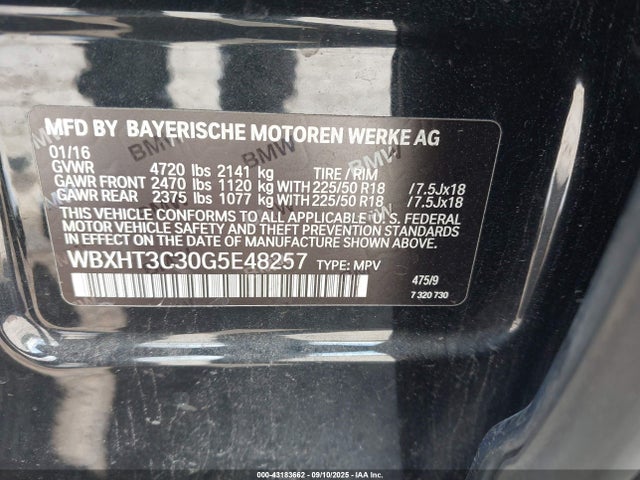 MFD BY BAYERISCHE MOTOREN WERKE AG
01/16
GVWR 4720 lbs 2141 kg TIRE / RIM
GAWR FRONT 2470 lbs 1120 kg WITH 225/50 R18 /7.5Jx18
GAWR REAR 2375 lbs 1077 kg WITH 225/50 R18 /7.5Jx18
THIS VEHICLE CONFORMS TO ALL APPLICABLE U.S. FEDERAL
MOTOR VEHICLE SAFETY AND THEFT PREVENTION STANDARDS
IN EFFECT ON THE DATE OF MANUFACTURE SHOWN ABOVE.
WBXHT3C30G5E48257 TYPE: MPV
475/9
7 320 730
000-43183662 - 09/10/2025 - IAA Inc.